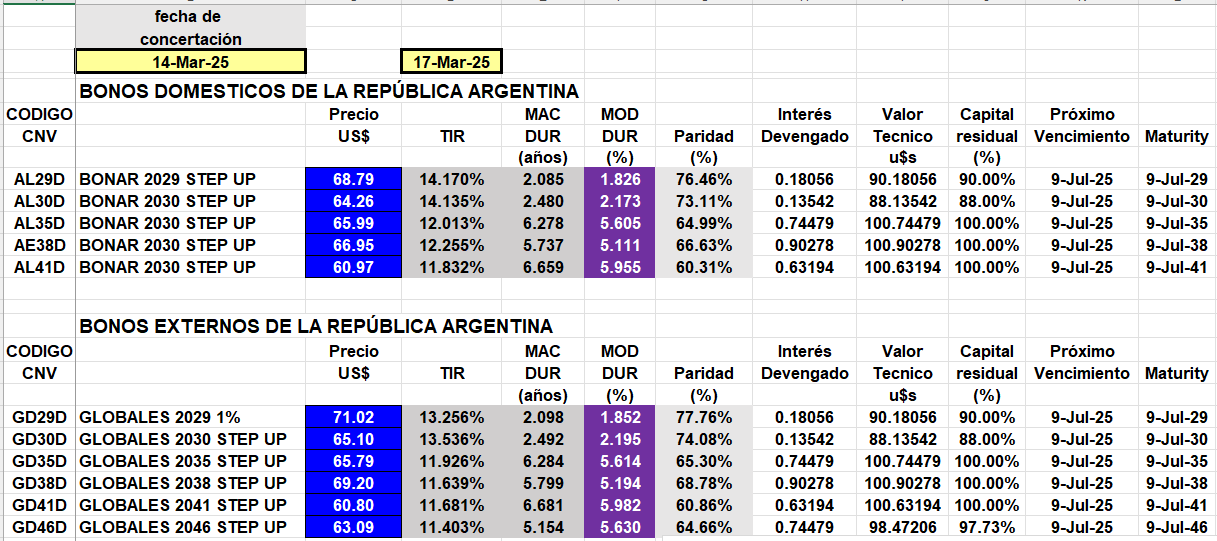 fecha de
concertación
14-Mar-25 17-Mar-25
BONOS DOMESTICOS DE LA REPÚBLICA ARGENTINA
CODIGO Precio MAC MOD Interés Valor Capital Próximo
CNV US$ TIR DUR DUR Paridad Devengado Tecnico residual Vencimiento Maturity
(años) (%) (%) u$s (%)
AL29D BONAR 2029 STEP UP 68.79 14.170% 2.085 1.826 76.46% 0.18056 90.18056 90.00% 9-Jul-25 9-Jul-29
AL30D BONAR 2030 STEP UP 64.26 14.135% 2.480 2.173 73.11% 0.13542 88.13542 88.00% 9-Jul-25 9-Jul-30
AL35D BONAR 2030 STEP UP 65.99 12.013% 6.278 5.605 64.99% 0.74479 100.74479 100.00% 9-Jul-25 9-Jul-35
AE38D BONAR 2030 STEP UP 66.95 12.255% 5.737 5.111 66.63% 0.90278 100.90278 100.00% 9-Jul-25 9-Jul-38
AL41D BONAR 2030 STEP UP 60.97 11.832% 6.659 5.955 60.31% 0.63194 100.63194 100.00% 9-Jul-25 9-Jul-41
BONOS EXTERNOS DE LA REPÚBLICA ARGENTINA
CODIGO Precio MAC MOD Interés Valor Capital Próximo
CNV US$ TIR DUR DUR Paridad Devengado Tecnico residual Vencimiento Maturity
(años) (%) (%) u$s (%)
GD29D GLOBALES 2029 1% 71.02 13.256% 2.098 1.852 77.76% 0.18056 90.18056 90.00% 9-Jul-25 9-Jul-29
GD30D GLOBALES 2030 STEP UP 65.10 13.536% 2.492 2.195 74.08% 0.13542 88.13542 88.00% 9-Jul-25 9-Jul-30
GD35D GLOBALES 2035 STEP UP 65.79 11.926% 6.284 5.614 65.30% 0.74479 100.74479 100.00% 9-Jul-25 9-Jul-35
GD38D GLOBALES 2038 STEP UP 69.20 11.639% 5.799 5.194 68.78% 0.90278 100.90278 100.00% 9-Jul-25 9-Jul-38
GD41D GLOBALES 2041 STEP UP 60.80 11.681% 6.681 5.982 60.86% 0.63194 100.63194 100.00% 9-Jul-25 9-Jul-41
GD46D GLOBALES 2046 STEP UP 63.09 11.403% 5.154 5.630 64.66% 0.74479 98.47206 97.73% 9-Jul-25 9-Jul-46